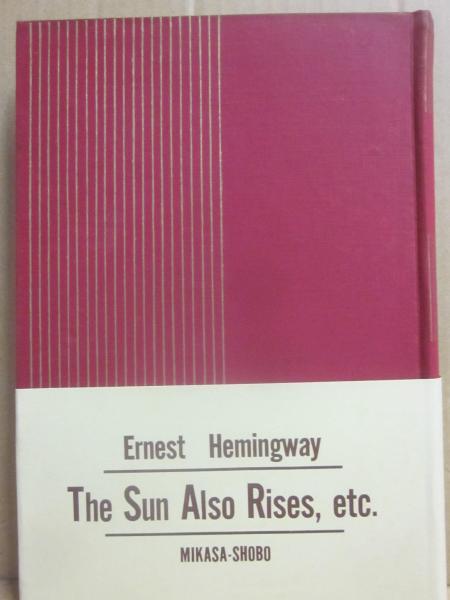 Ernest Hemingway
The Sun Also Rises, etc.
MIKASA-SHOBO